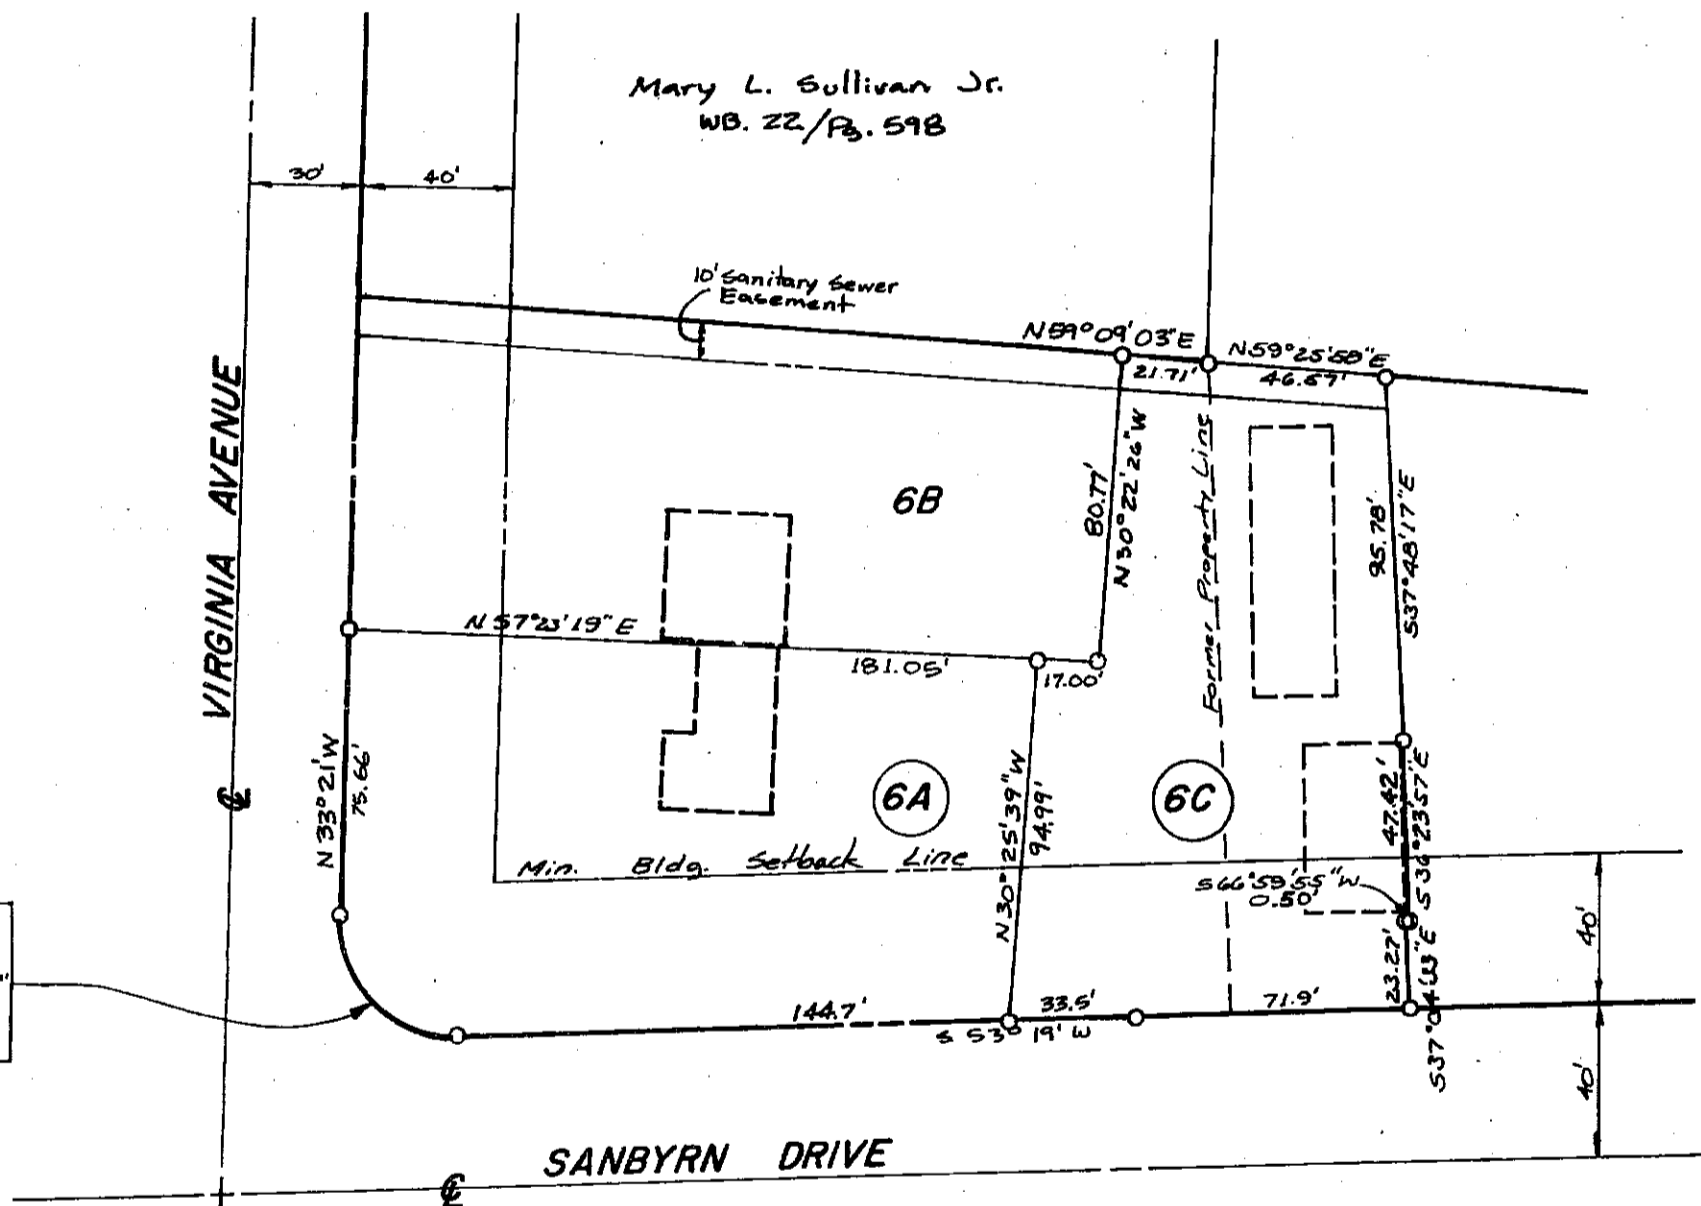 Mary L. Sullivan Jr.
WB. 22/Pg. 598
30'
40'
10' Sanitary Sewer
Easement
N59°09'03"E
21.71'
N59°25'58"E
46.57'
VIRGINIA AVENUE
6B
80.77'
N30°22'26"W
Former Property Line
95.78'
S37°48'17"E
N57°23'19"E
181.05'
17.00'
N33°21'W
75.66'
6A
6C
N30°25'39"W
94.99'
47.42'
S36°23'57"E
Min. Bldg. Setback Line
S66°59'55"W
0.50'
23.27'
40'
144.7'
33.5'
71.9'
S 53° 19' W
40'
SANBYRN DRIVE